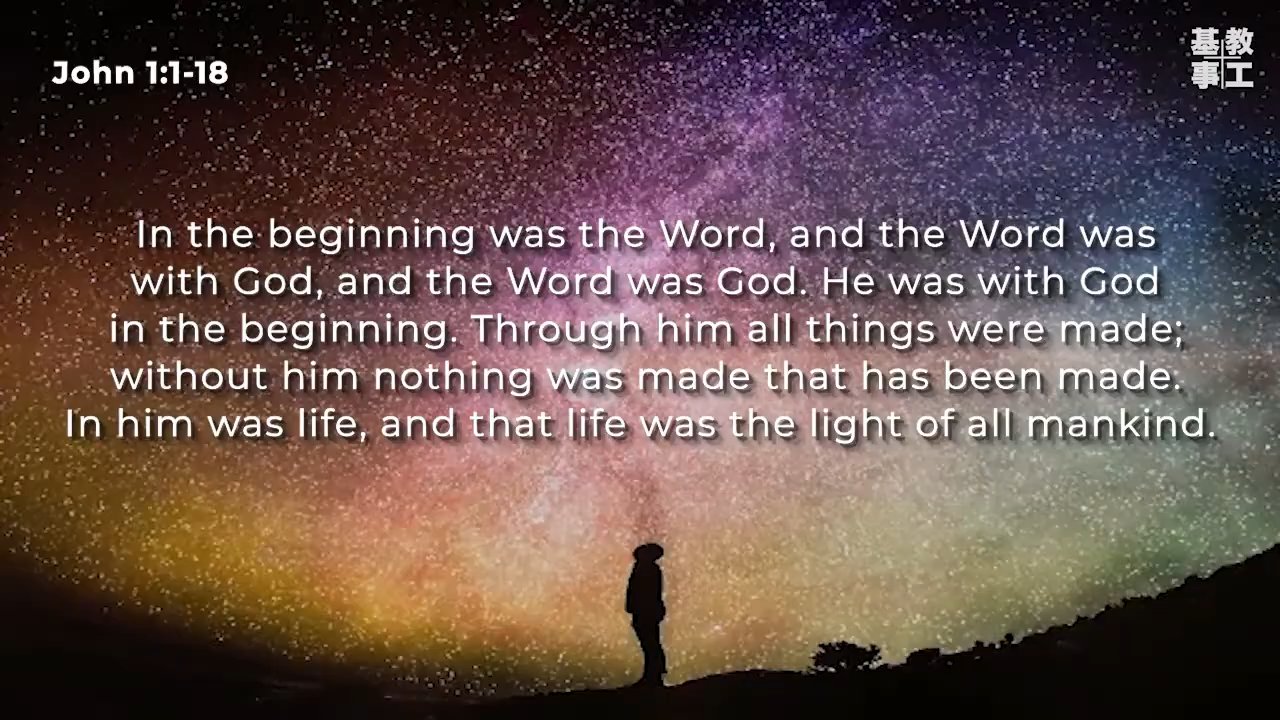 John 1:1-18
基教
事工
In the beginning was the Word, and the Word was
with God, and the Word was God. He was with God
in the beginning. Through him all things were made;
without him nothing was made that has been made.
In him was life, and that life was the light of all mankind.